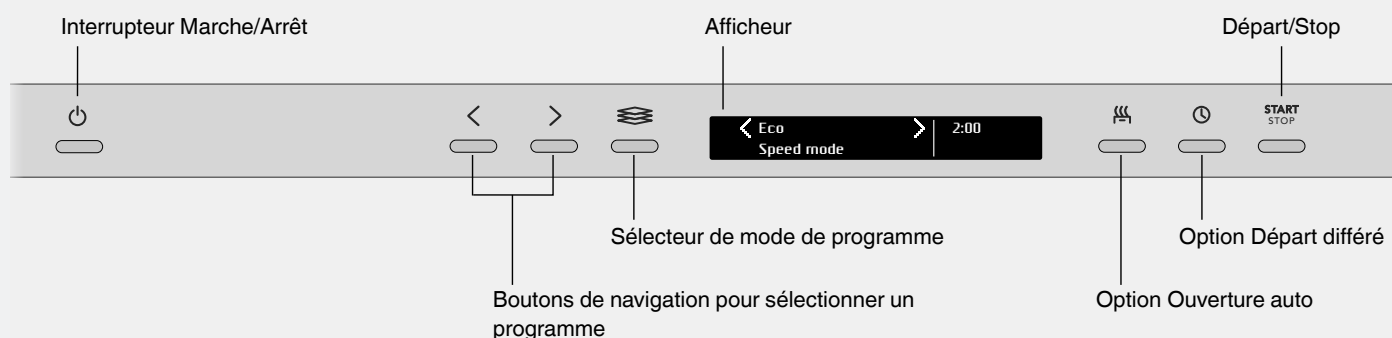 Interrupteur Marche/Arrêt
Afficheur
Départ/Stop
START
STOP
Eco 2:00
Speed mode
Sélecteur de mode de programme
Option Départ différé
Boutons de navigation pour sélectionner un
programme
Option Ouverture auto